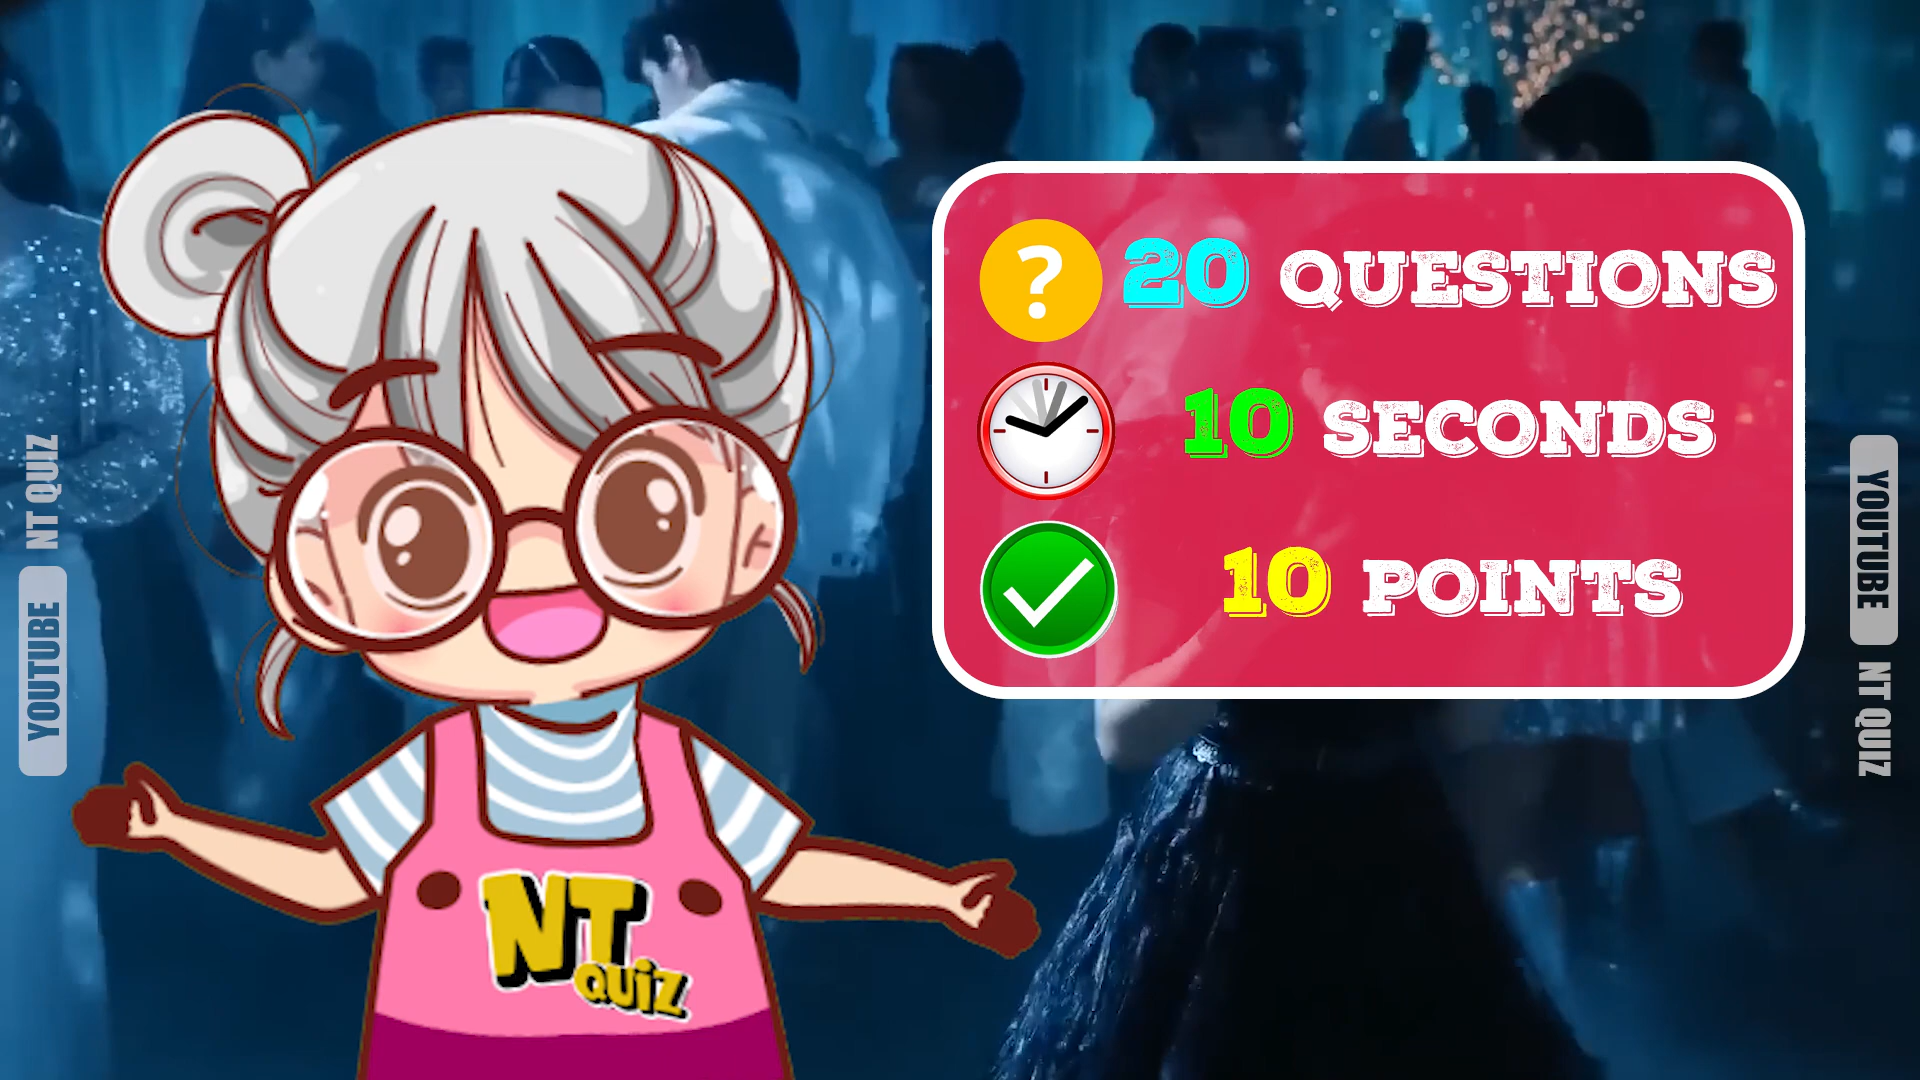 20 QUESTIONS
10 SECONDS
10 POINTS
NT
QUIZ
YOUTUBE NT QUIZ
YOUTUBE NT QUIZ